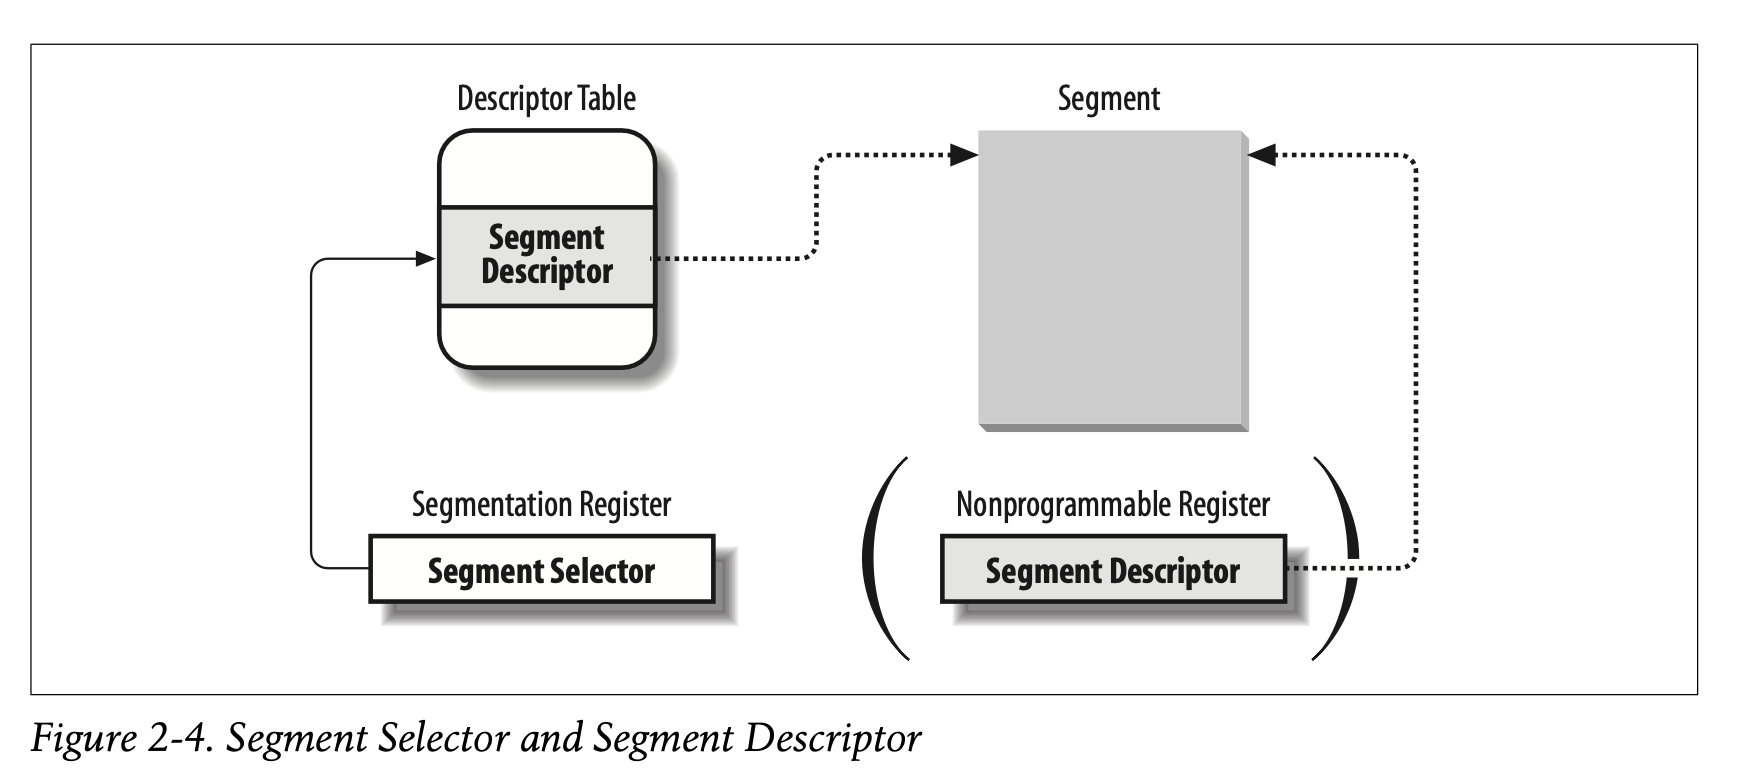 Descriptor Table
Segment
Segment
Descriptor
Segmentation Register
Nonprogrammable Register
Segment Selector
Segment Descriptor
Figure 2-4. Segment Selector and Segment Descriptor